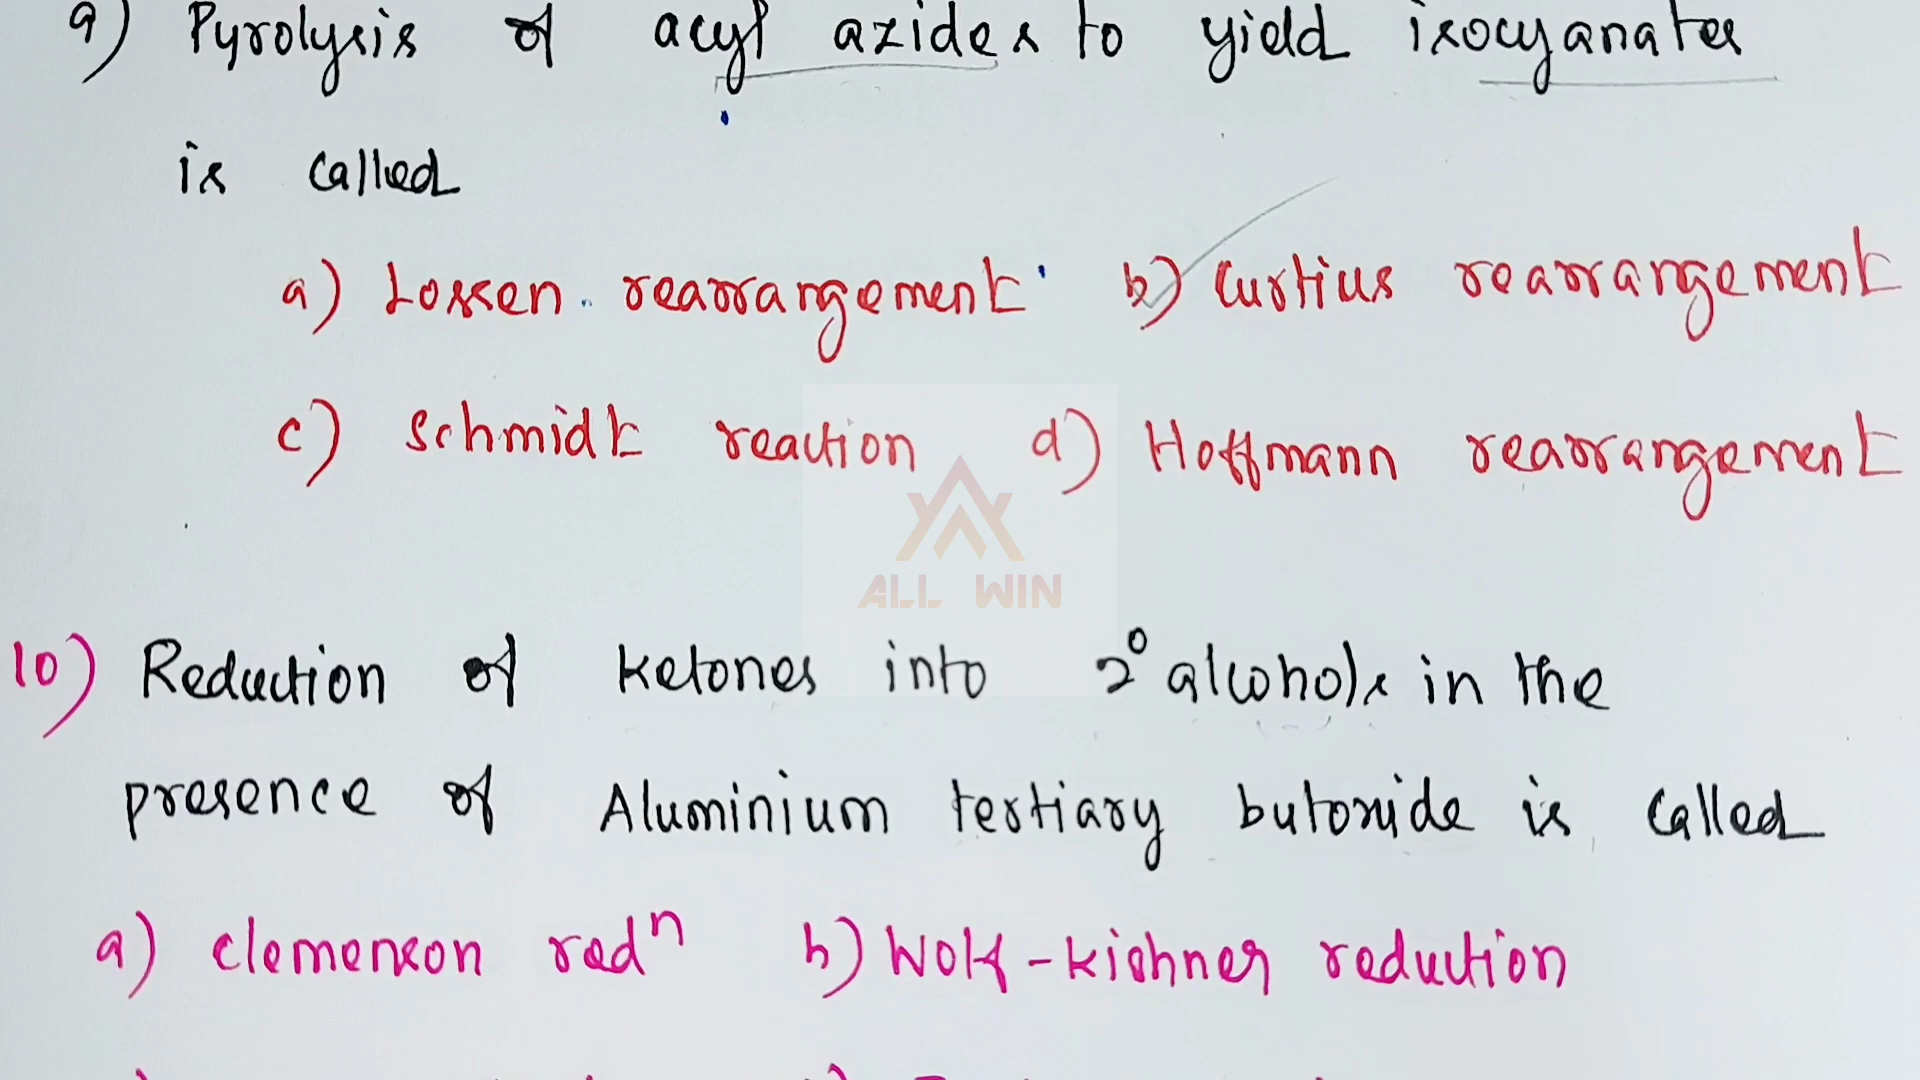 9) Pyrolysis of acyl azides to yield isocyanates
is called
a) Lossen rearrangement b) Curtius rearrangement
c) Schmidt reaction d) Hoffmann rearrangement
ALL WIN
10) Reduction of ketones into 2° alcohols in the
presence of Aluminium tertiary butoxide is called
a) Clemenson redn b) Wolf-kishner reduction